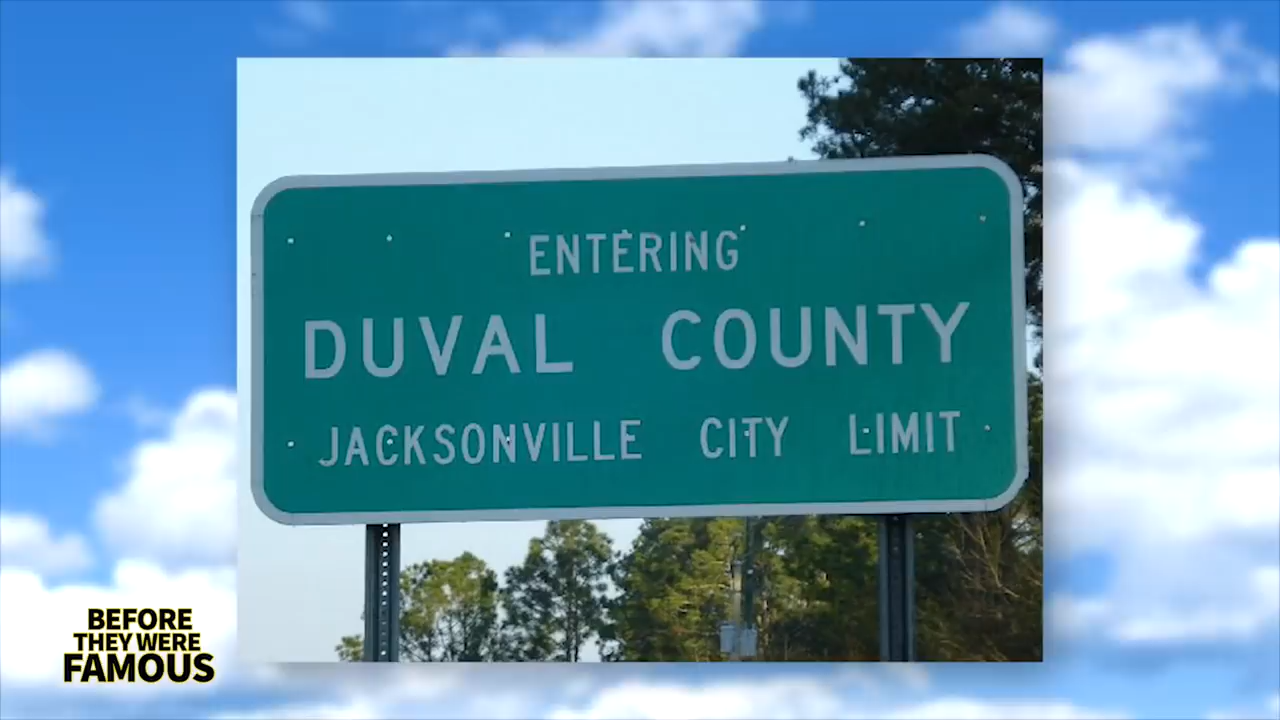 ENTERING
DUVAL COUNTY
JACKSONVILLE CITY LIMIT
BEFORE
THEY WERE
FAMOUS